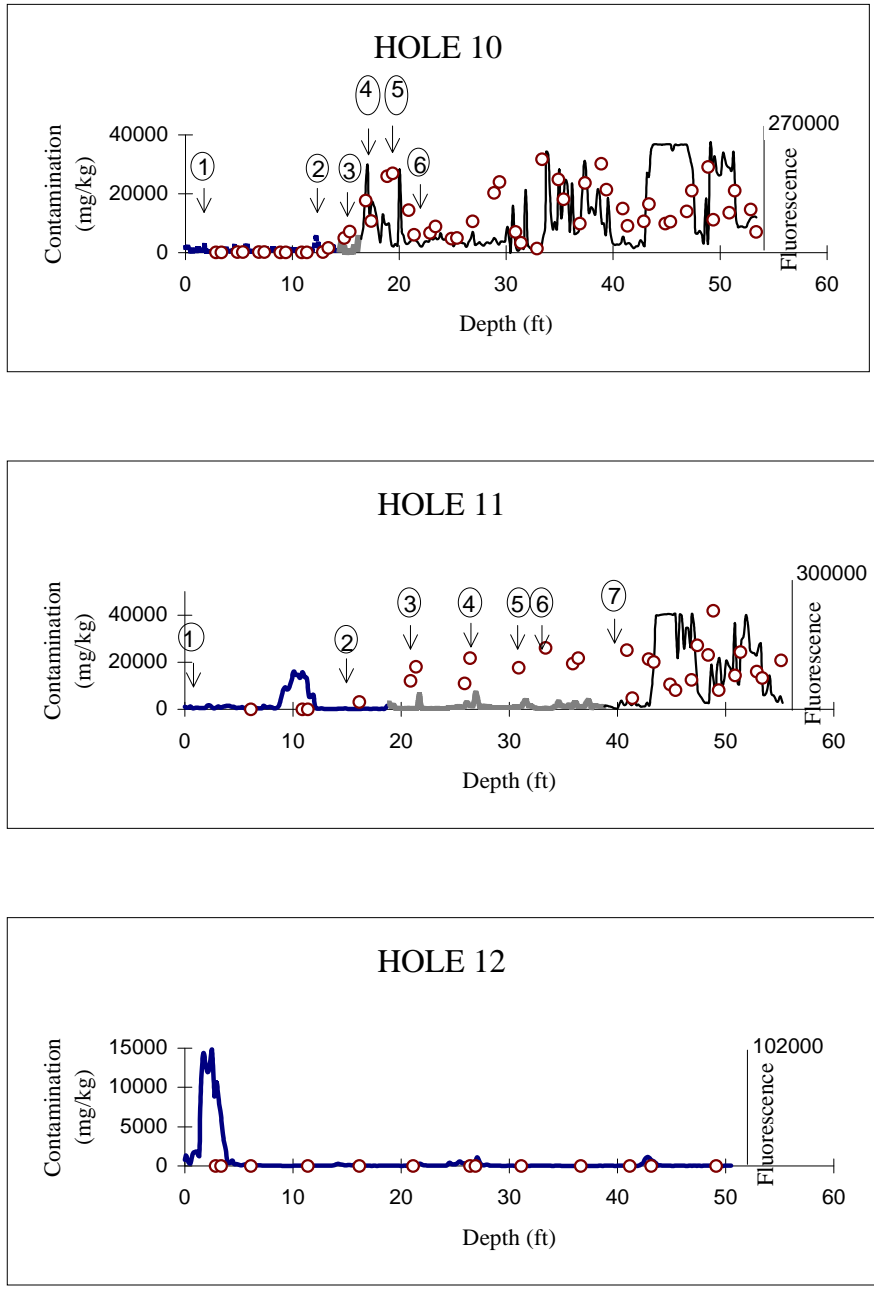 HOLE 10
4 5
270000
40000
1 2 3 6
Contamination
(mg/kg)
20000
0
Fluorescence
0 10 20 30 40 50 60
Depth (ft)
HOLE 11
300000
3 4 5 6 7
40000
1 2
Contamination
(mg/kg)
20000
0
Fluorescence
0 10 20 30 40 50 60
Depth (ft)
HOLE 12
15000
102000
Contamination
(mg/kg)
10000
5000
0
Fluorescence
0 10 20 30 40 50 60
Depth (ft)